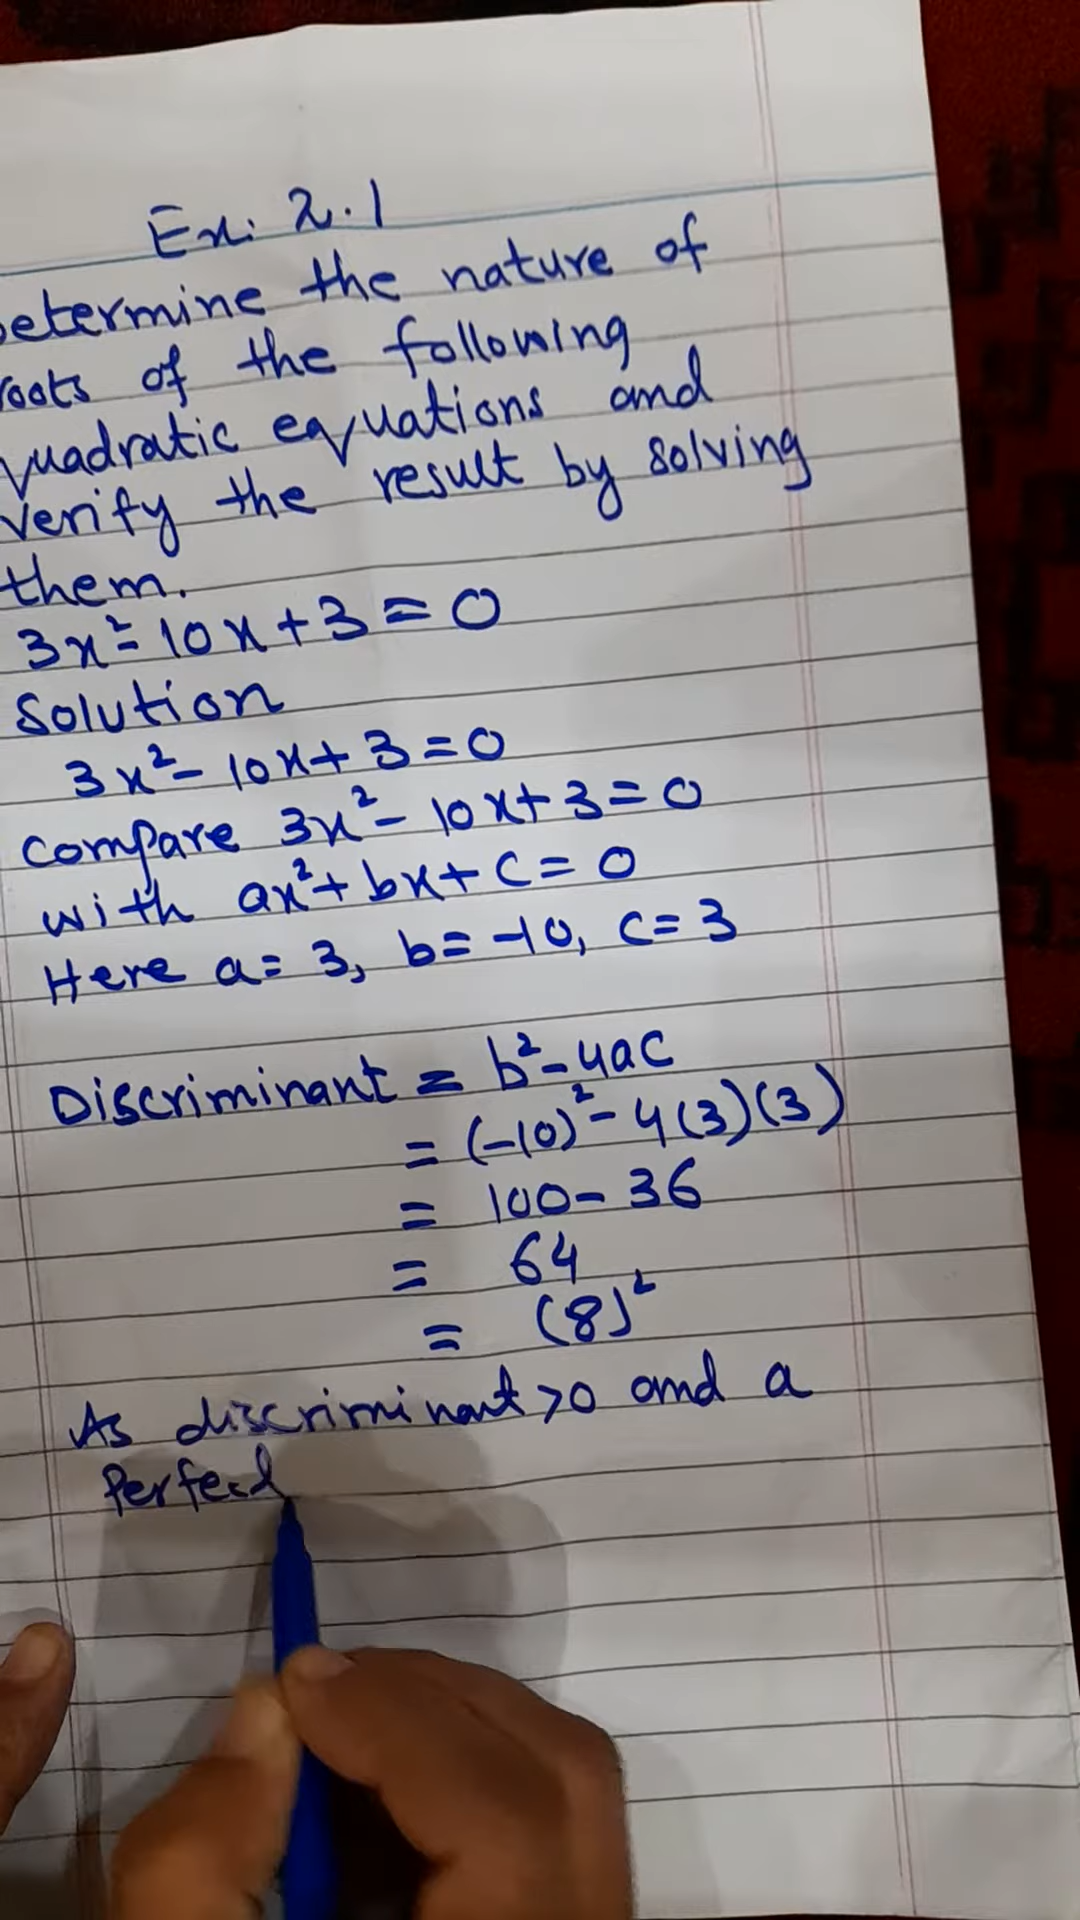 Ex: 2.1
Determine the nature of
roots of the following
quadratic equations and
verify the result by solving
them.
3x²-10x+3=0
Solution
3x²-10x+3=0
Compare 3x²-10x+3=0
with ax²+bx+c=0
Here a=3, b=-10, c=3
Discriminant = b²-4ac
= (-10)²-4(3)(3)
= 100-36
= 64
= (8)²
As discriminant >0 and a
Perfect